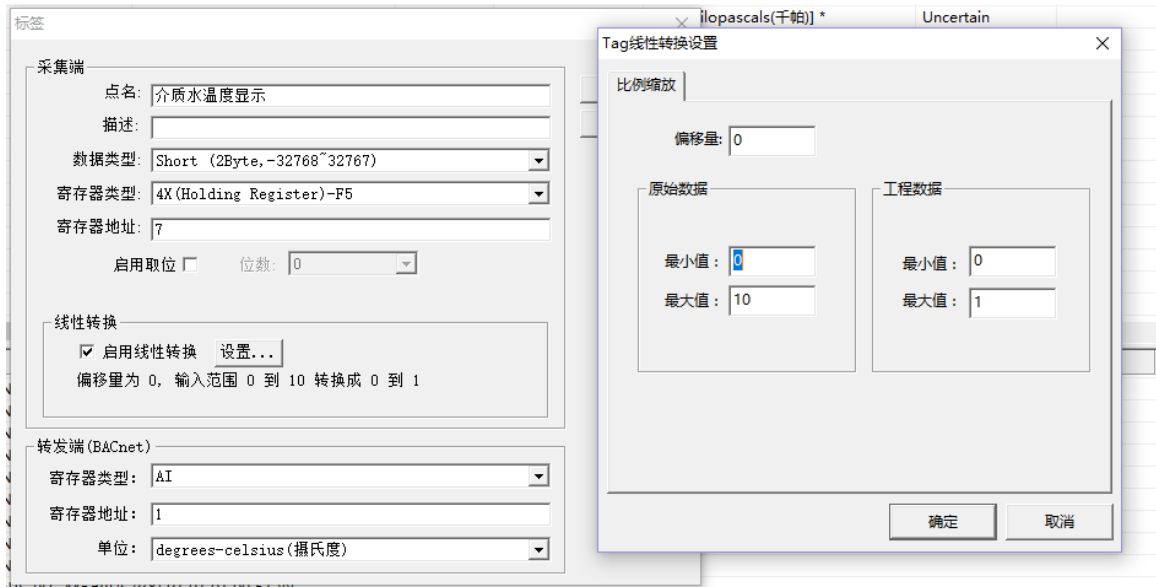 ilopascals(千帕)] *
Uncertain
标签
采集端
点名: 介质水温度显示
描述:
数据类型: Short (2Byte,-32768~32767)
寄存器类型: 4X(Holding Register)-F5
寄存器地址: 7
启用取位 位数: 0
线性转换
启用线性转换 设置...
偏移量为 0, 输入范围 0 到 10 转换成 0 到 1
转发端(BACnet)
寄存器类型: AI
寄存器地址: 1
单位: degrees-celsius(摄氏度)
Tag线性转换设置
比例缩放
偏移量: 0
原始数据
最小值: 0
最大值: 10
工程数据
最小值: 0
最大值: 1
确定
取消